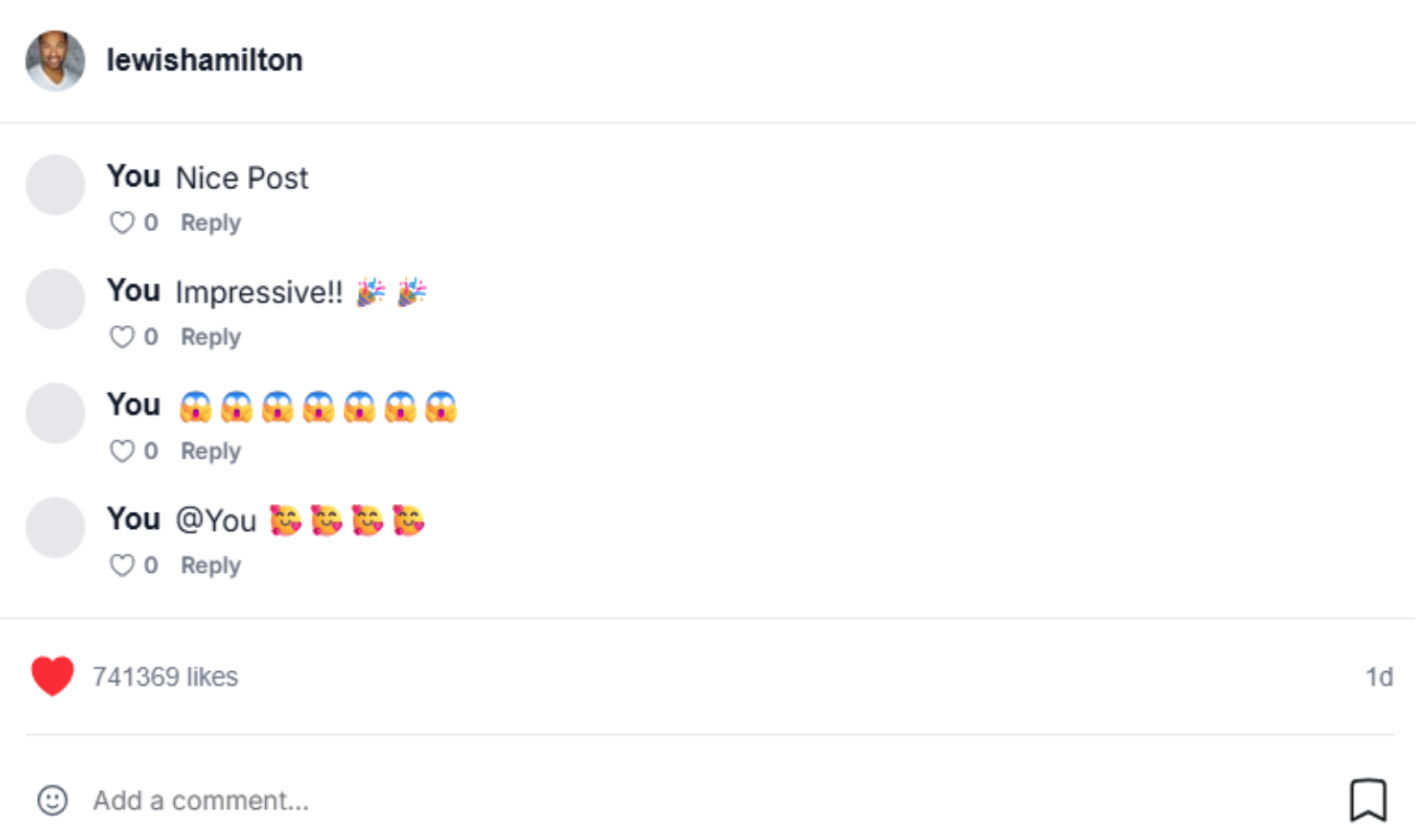 lewishamilton
You Nice Post
0 Reply
You Impressive!! 🎉 🎉
0 Reply
You 😱 😱 😱 😱 😱 😱 😱
0 Reply
You @You 🥰 🥰 🥰 🥰
0 Reply
741369 likes 1d
Add a comment...